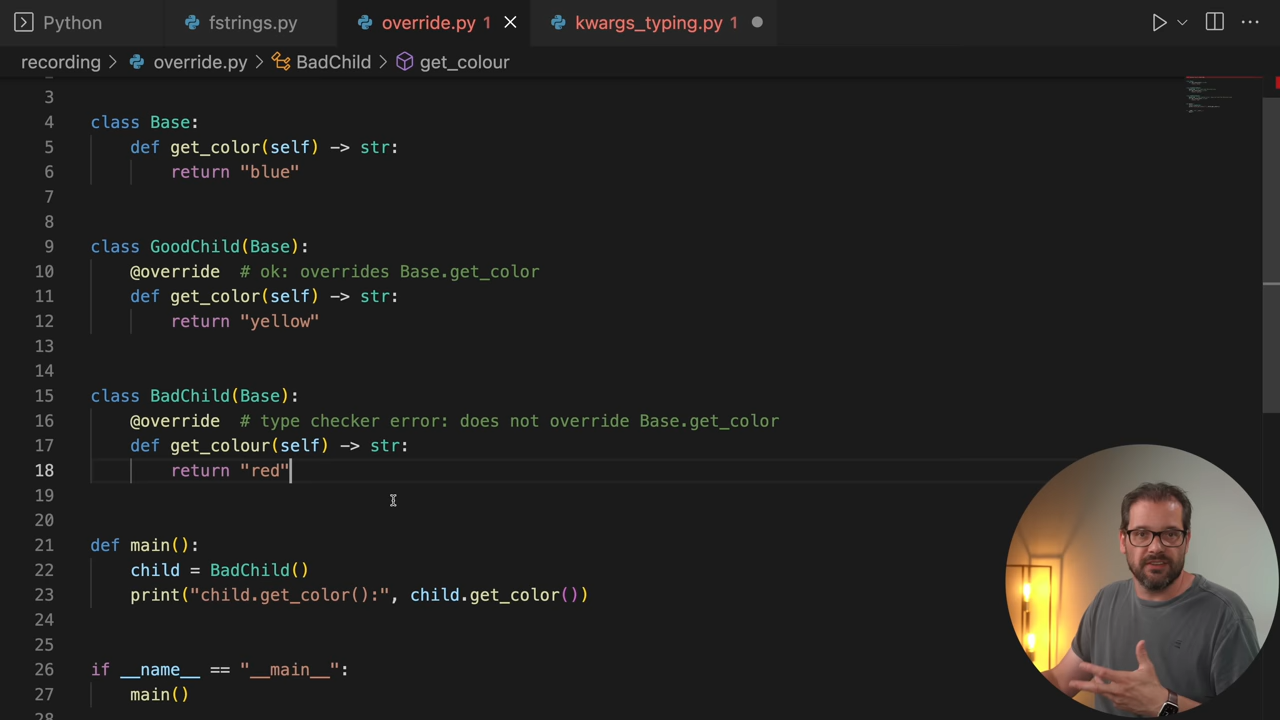 Python
fstrings.py
override.py 1
kwargs_typing.py 1
recording > override.py > BadChild > get_colour
3
4 class Base:
5 def get_color(self) -> str:
6 return "blue"
7
8
9 class GoodChild(Base):
10 @override # ok: overrides Base.get_color
11 def get_color(self) -> str:
12 return "yellow"
13
14
15 class BadChild(Base):
16 @override # type checker error: does not override Base.get_color
17 def get_colour(self) -> str:
18 return "red"
19
20
21 def main():
22 child = BadChild()
23 print("child.get_color():", child.get_color())
24
25
26 if __name__ == "__main__":
27 main()
28